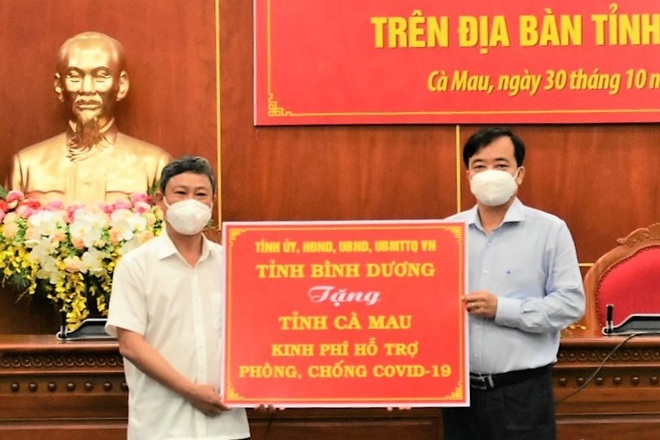 TRÊN ĐỊA BÀN TỈNH
Cà Mau, ngày 30 tháng 10
TỈNH ỦY, HĐND, UBND, UBMTTQ VN
TỈNH BÌNH DƯƠNG
Tặng
TỈNH CÀ MAU
KINH PHÍ HỖ TRỢ
PHÒNG, CHỐNG COVID-19